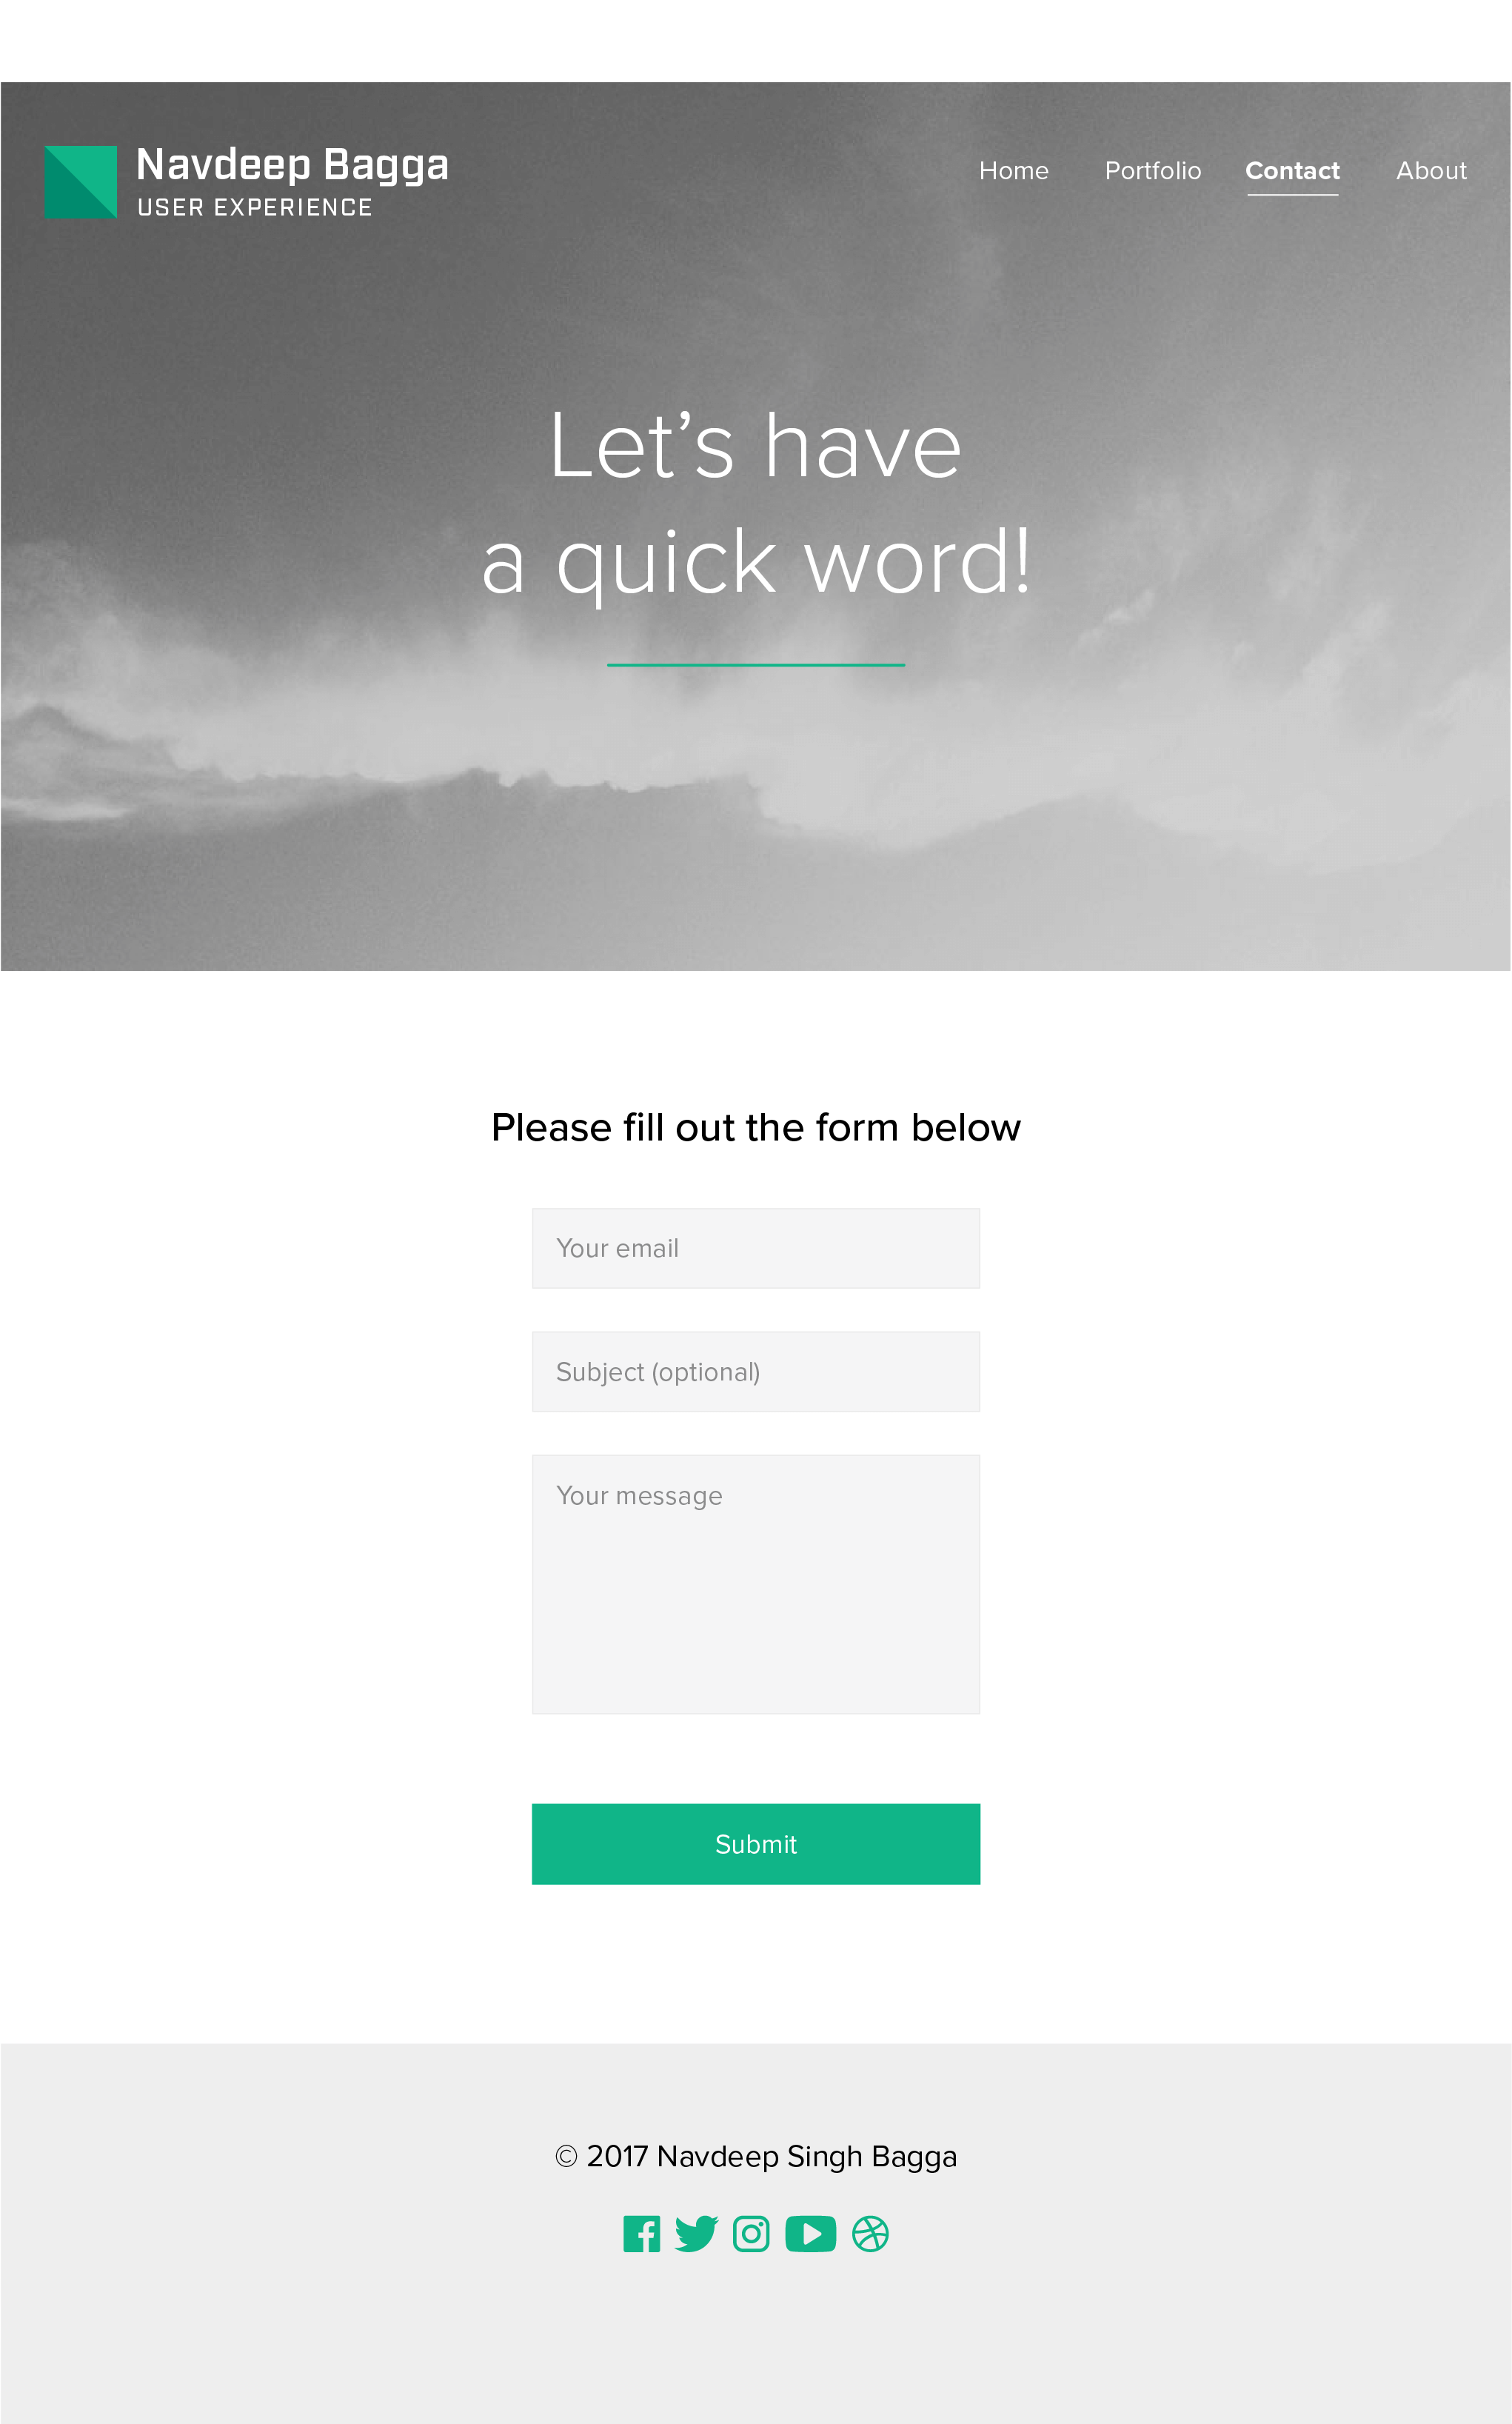 Navdeep Bagga
USER EXPERIENCE
Home Portfolio Contact About
Let’s have
a quick word!
Please fill out the form below
Your email
Subject (optional)
Your message
Submit
© 2017 Navdeep Singh Bagga